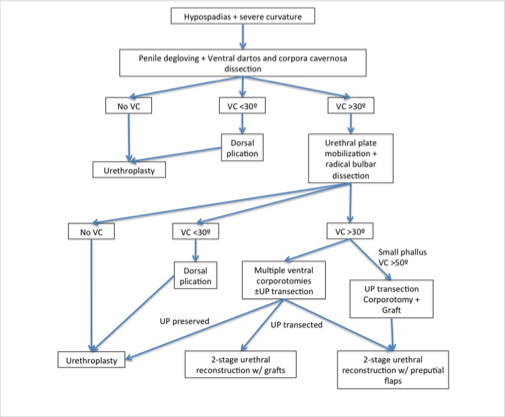 Hypospadias + severe curvature
Penile degloving + Ventral dartos and corpora cavernosa
dissection
No VC
VC <30º
VC >30º
Dorsal
plication
Urethroplasty
Urethral plate
mobilization +
radical bulbar
dissection
No VC
VC <30º
VC >30º
Small phallus
VC >50º
Dorsal
plication
Multiple ventral
corporotomies
±UP transection
UP transection
Corporotomy +
Graft
UP preserved
UP transected
Urethroplasty
2-stage urethral
reconstruction w/ grafts
2-stage urethral
reconstruction w/ preputial
flaps